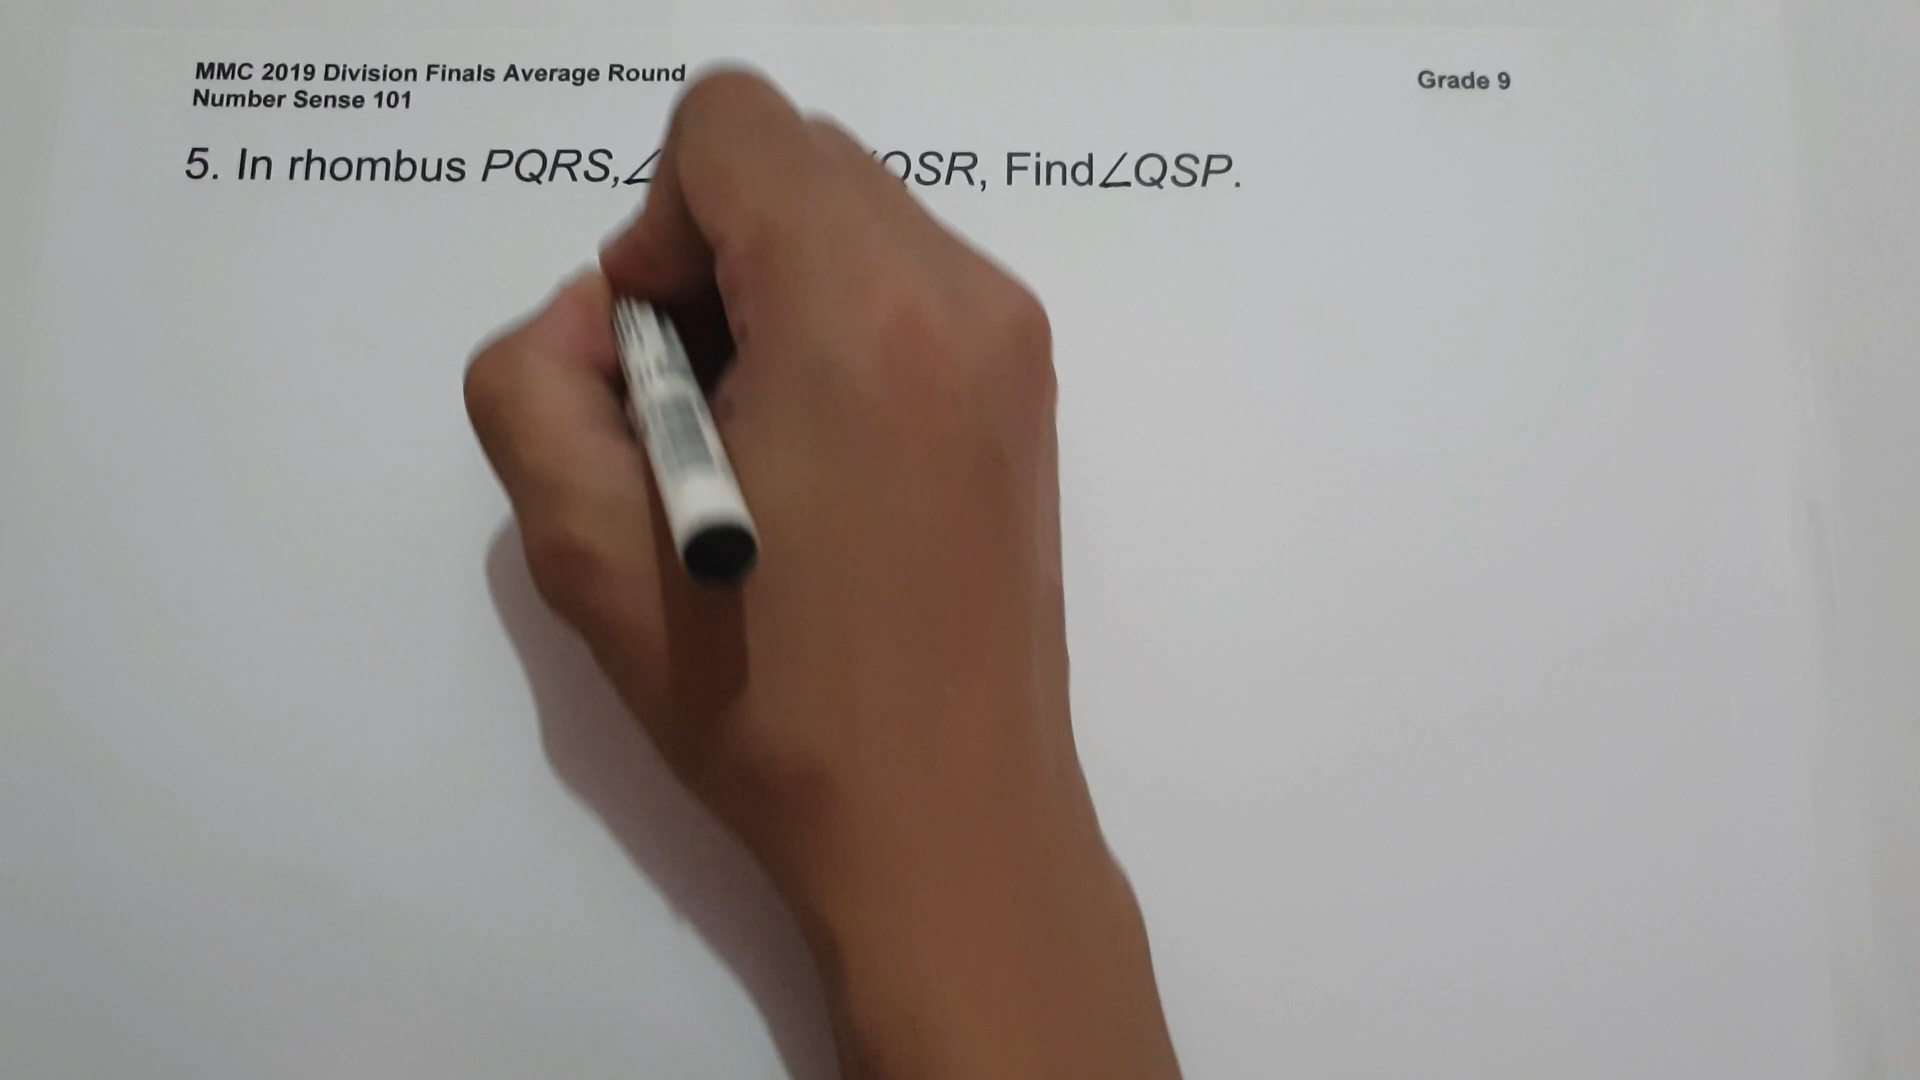 MMC 2019 Division Finals Average Round
Grade 9
Number Sense 101
5. In rhombus PQRS,∠ QSR, Find∠QSP.